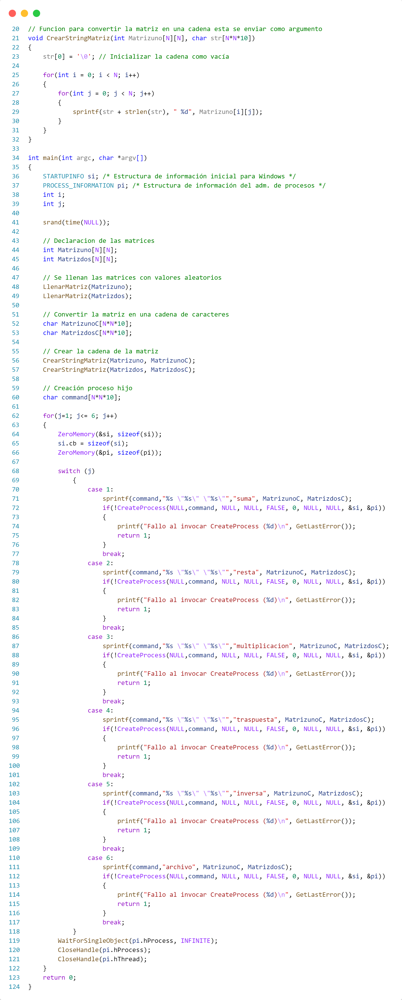 20 // Funcion para convertir la matriz en una cadena esta se enviar como argumento
21 void CrearStringMatriz(int Matrizuno[N][N], char str[N*N*10])
22 {
23     str[0] = '\0'; // Inicializar la cadena como vacía
24
25     for(int i = 0; i < N; i++)
26     {
27         for(int j = 0; j < N; j++)
28         {
29             sprintf(str + strlen(str), " %d", Matrizuno[i][j]);
30         }
31     }
32 }
33
34 int main(int argc, char *argv[])
35 {
36     STARTUPINFO si; /* Estructura de información inicial para Windows */
37     PROCESS_INFORMATION pi; /* Estructura de información del adm. de procesos */
38     int i;
39     int j;
40
41     srand(time(NULL));
42
43     // Declaracion de las matrices
44     int Matrizuno[N][N];
45     int Matrizdos[N][N];
46
47     // Se llenan las matrices con valores aleatorios
48     LlenarMatriz(Matrizuno);
49     LlenarMatriz(Matrizdos);
50
51     // Convertir la matriz en una cadena de caracteres
52     char MatrizunoC[N*N*10];
53     char MatrizdosC[N*N*10];
54
55     // Crear la cadena de la matriz
56     CrearStringMatriz(Matrizuno, MatrizunoC);
57     CrearStringMatriz(Matrizdos, MatrizdosC);
58
59     // Creación proceso hijo
60     char command[N*N*10];
61
62     for(j=1; j<= 6; j++)
63     {
64         ZeroMemory(&si, sizeof(si));
65         si.cb = sizeof(si);
66         ZeroMemory(&pi, sizeof(pi));
67
68         switch (j)
69             {
70                 case 1:
71                     sprintf(command,"%s \"%s\" \"%s\"","suma", MatrizunoC, MatrizdosC);
72                     if(!CreateProcess(NULL,command, NULL, NULL, FALSE, 0, NULL, NULL, &si, &pi))
73                     {
74                         printf("Fallo al invocar CreateProcess (%d)\n", GetLastError());
75                         return 1;
76                     }
77                     break;
78                 case 2:
79                     sprintf(command,"%s \"%s\" \"%s\"","resta", MatrizunoC, MatrizdosC);
80                     if(!CreateProcess(NULL,command, NULL, NULL, FALSE, 0, NULL, NULL, &si, &pi))
81                     {
82                         printf("Fallo al invocar CreateProcess (%d)\n", GetLastError());
83                         return 1;
84                     }
85                     break;
86                 case 3:
87                     sprintf(command,"%s \"%s\" \"%s\"","multiplicacion", MatrizunoC, MatrizdosC);
88                     if(!CreateProcess(NULL,command, NULL, NULL, FALSE, 0, NULL, NULL, &si, &pi))
89                     {
90                         printf("Fallo al invocar CreateProcess (%d)\n", GetLastError());
91                         return 1;
92                     }
93                     break;
94                 case 4:
95                     sprintf(command,"%s \"%s\" \"%s\"","traspuesta", MatrizunoC, MatrizdosC);
96                     if(!CreateProcess(NULL,command, NULL, NULL, FALSE, 0, NULL, NULL, &si, &pi))
97                     {
98                         printf("Fallo al invocar CreateProcess (%d)\n", GetLastError());
99                         return 1;
100                     }
101                     break;
102                 case 5:
103                     sprintf(command,"%s \"%s\" \"%s\"","inversa", MatrizunoC, MatrizdosC);
104                     if(!CreateProcess(NULL,command, NULL, NULL, FALSE, 0, NULL, NULL, &si, &pi))
105                     {
106                         printf("Fallo al invocar CreateProcess (%d)\n", GetLastError());
107                         return 1;
108                     }
109                     break;
110                 case 6:
111                     sprintf(command,"archivo", MatrizunoC, MatrizdosC);
112                     if(!CreateProcess(NULL,command, NULL, NULL, FALSE, 0, NULL, NULL, &si, &pi))
113                     {
114                         printf("Fallo al invocar CreateProcess (%d)\n", GetLastError());
115                         return 1;
116                     }
117                     break;
118             }
119         WaitForSingleObject(pi.hProcess, INFINITE);
120         CloseHandle(pi.hProcess);
121         CloseHandle(pi.hThread);
122     }
123     return 0;
124 }